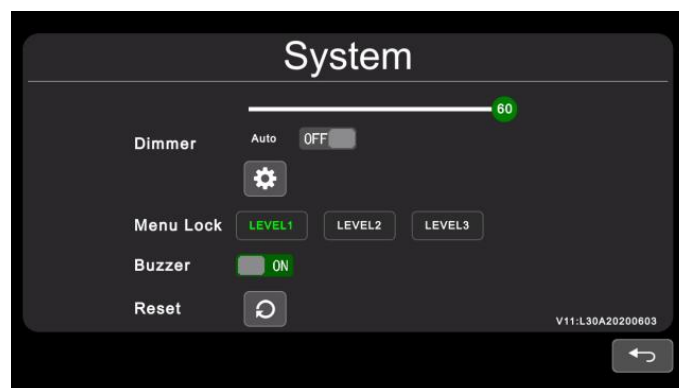 System
60
Dimmer Auto OFF
Menu Lock LEVEL1 LEVEL2 LEVEL3
Buzzer ON
Reset
V11:L30A20200603